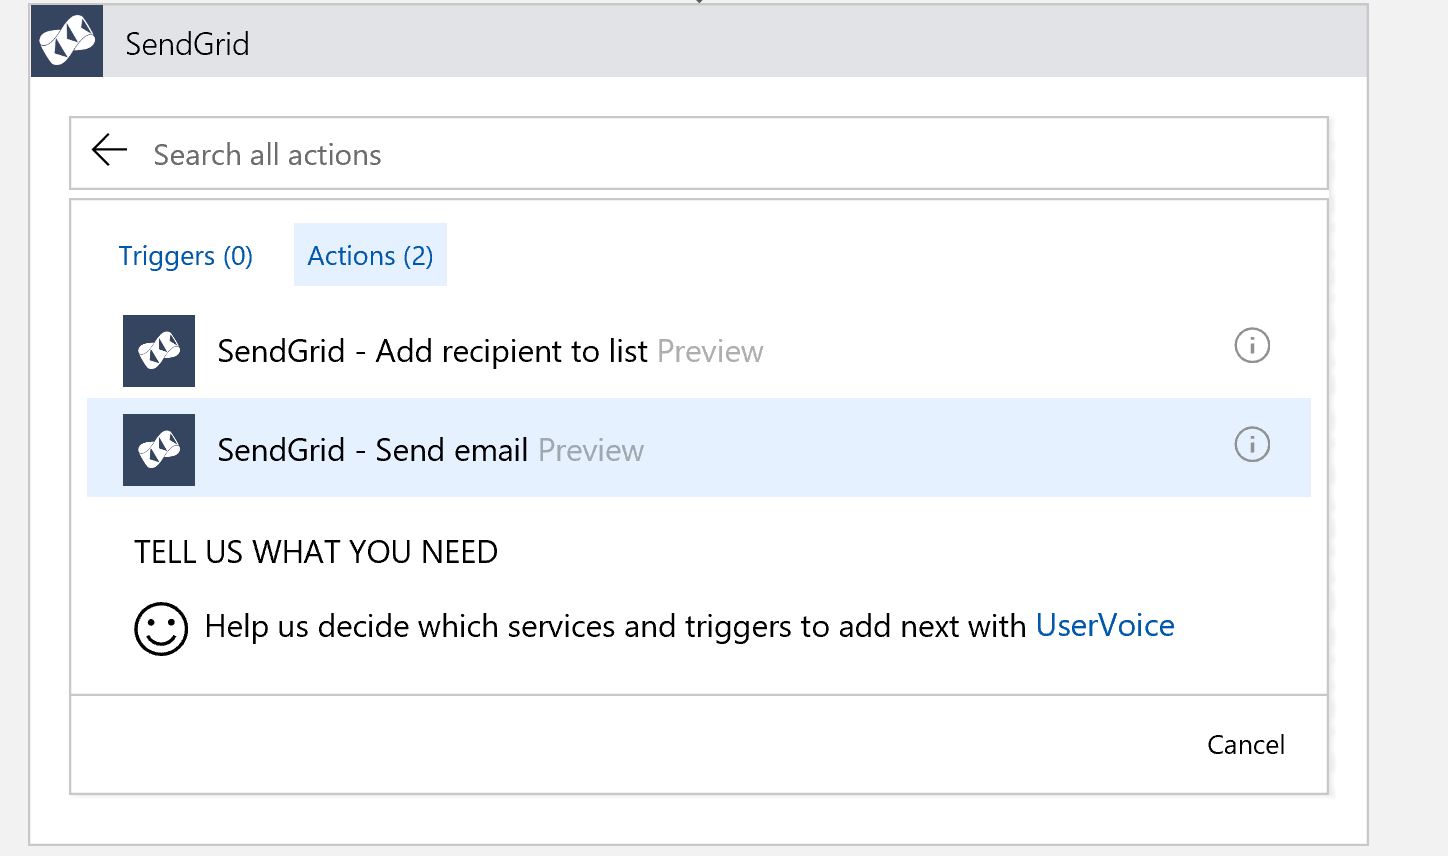 SendGrid
Search all actions
Triggers (0) Actions (2)
SendGrid - Add recipient to list Preview
SendGrid - Send email Preview
TELL US WHAT YOU NEED
Help us decide which services and triggers to add next with UserVoice
Cancel